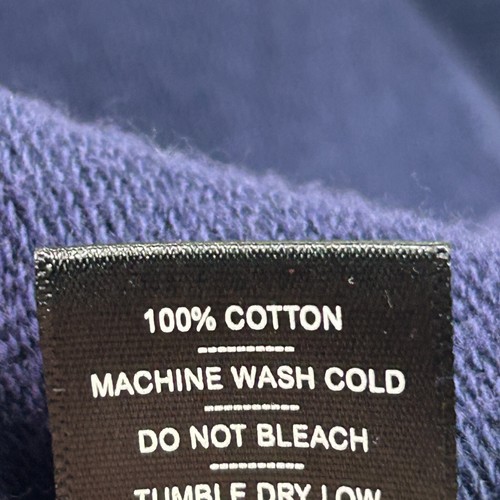 100% COTTON
MACHINE WASH COLD
DO NOT BLEACH
TUMBLE DRY LOW